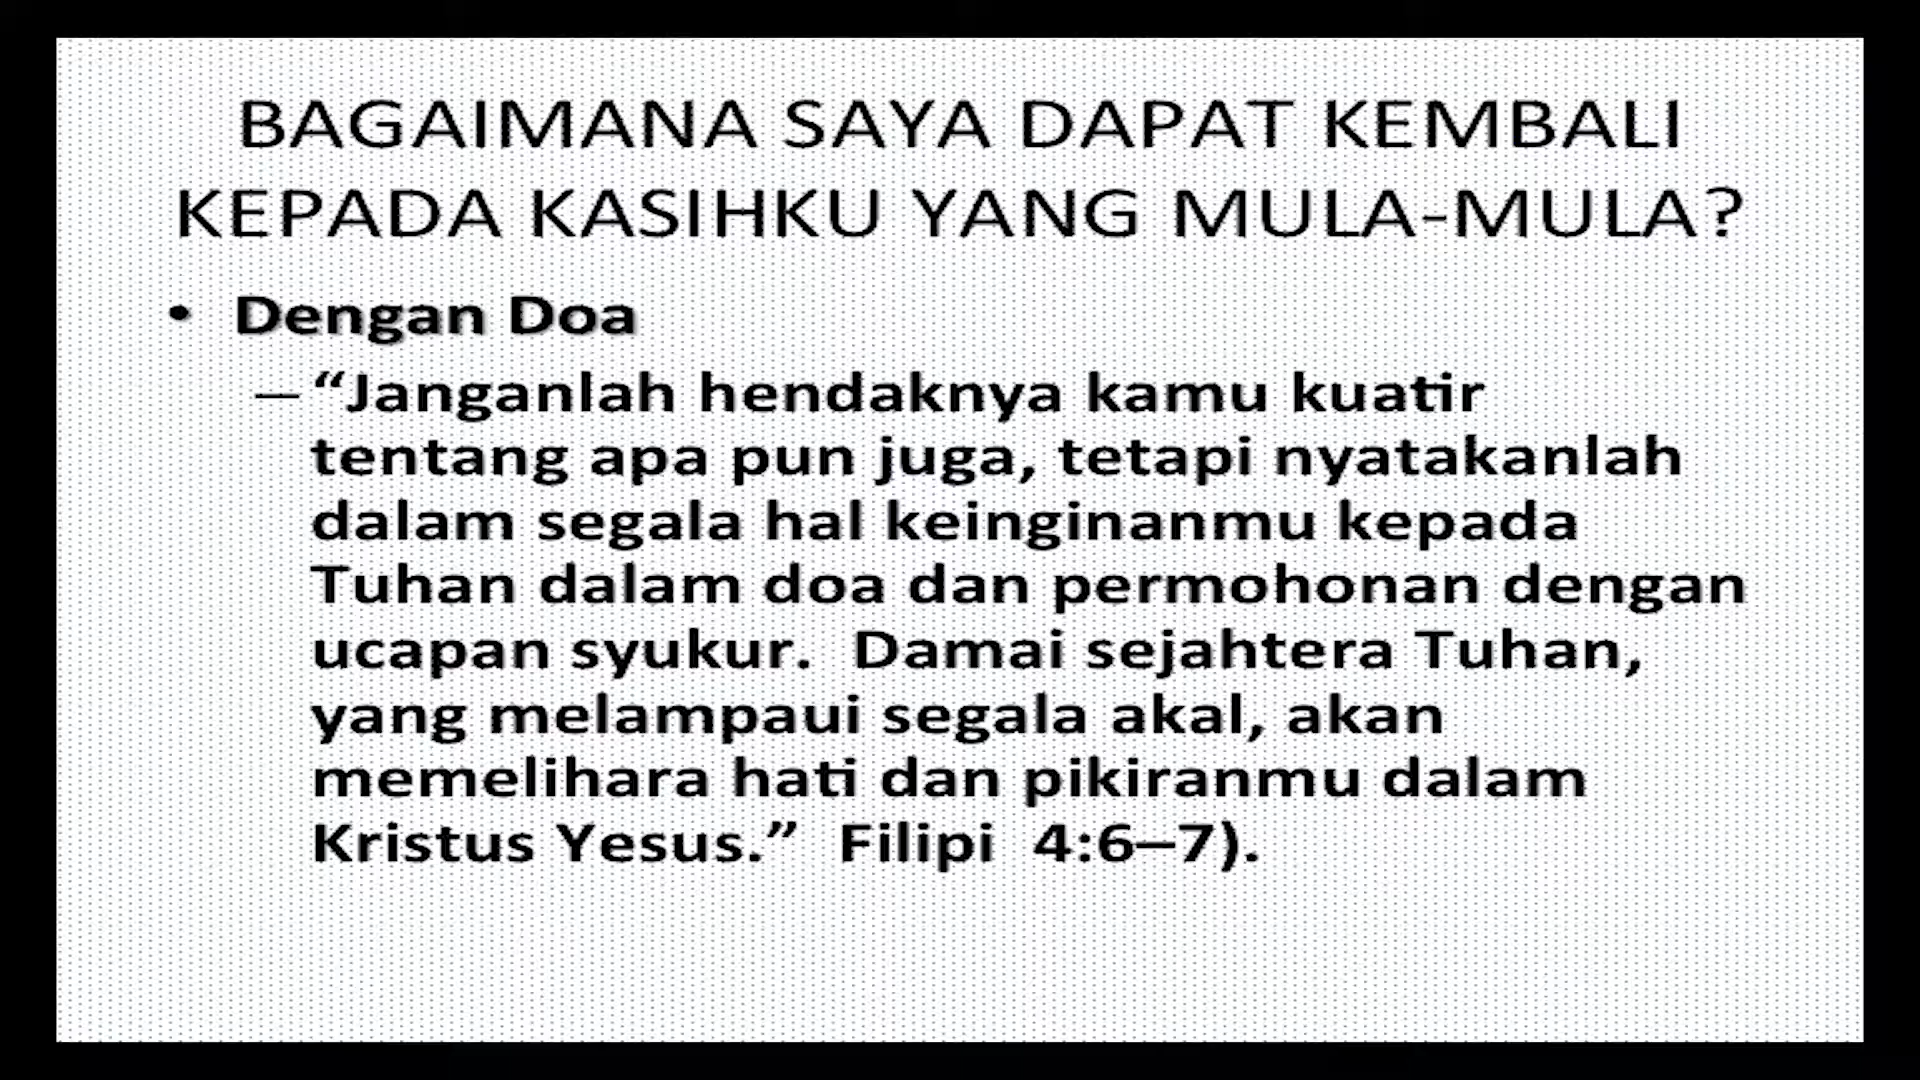 BAGAIMANA SAYA DAPAT KEMBALI
KEPADA KASIHKU YANG MULA-MULA?
• Dengan Doa
– “Janganlah hendaknya kamu kuatir
tentang apa pun juga, tetapi nyatakanlah
dalam segala hal keinginanmu kepada
Tuhan dalam doa dan permohonan dengan
ucapan syukur.  Damai sejahtera Tuhan,
yang melampaui segala akal, akan
memelihara hati dan pikiranmu dalam
Kristus Yesus.”  Filipi  4:6–7).